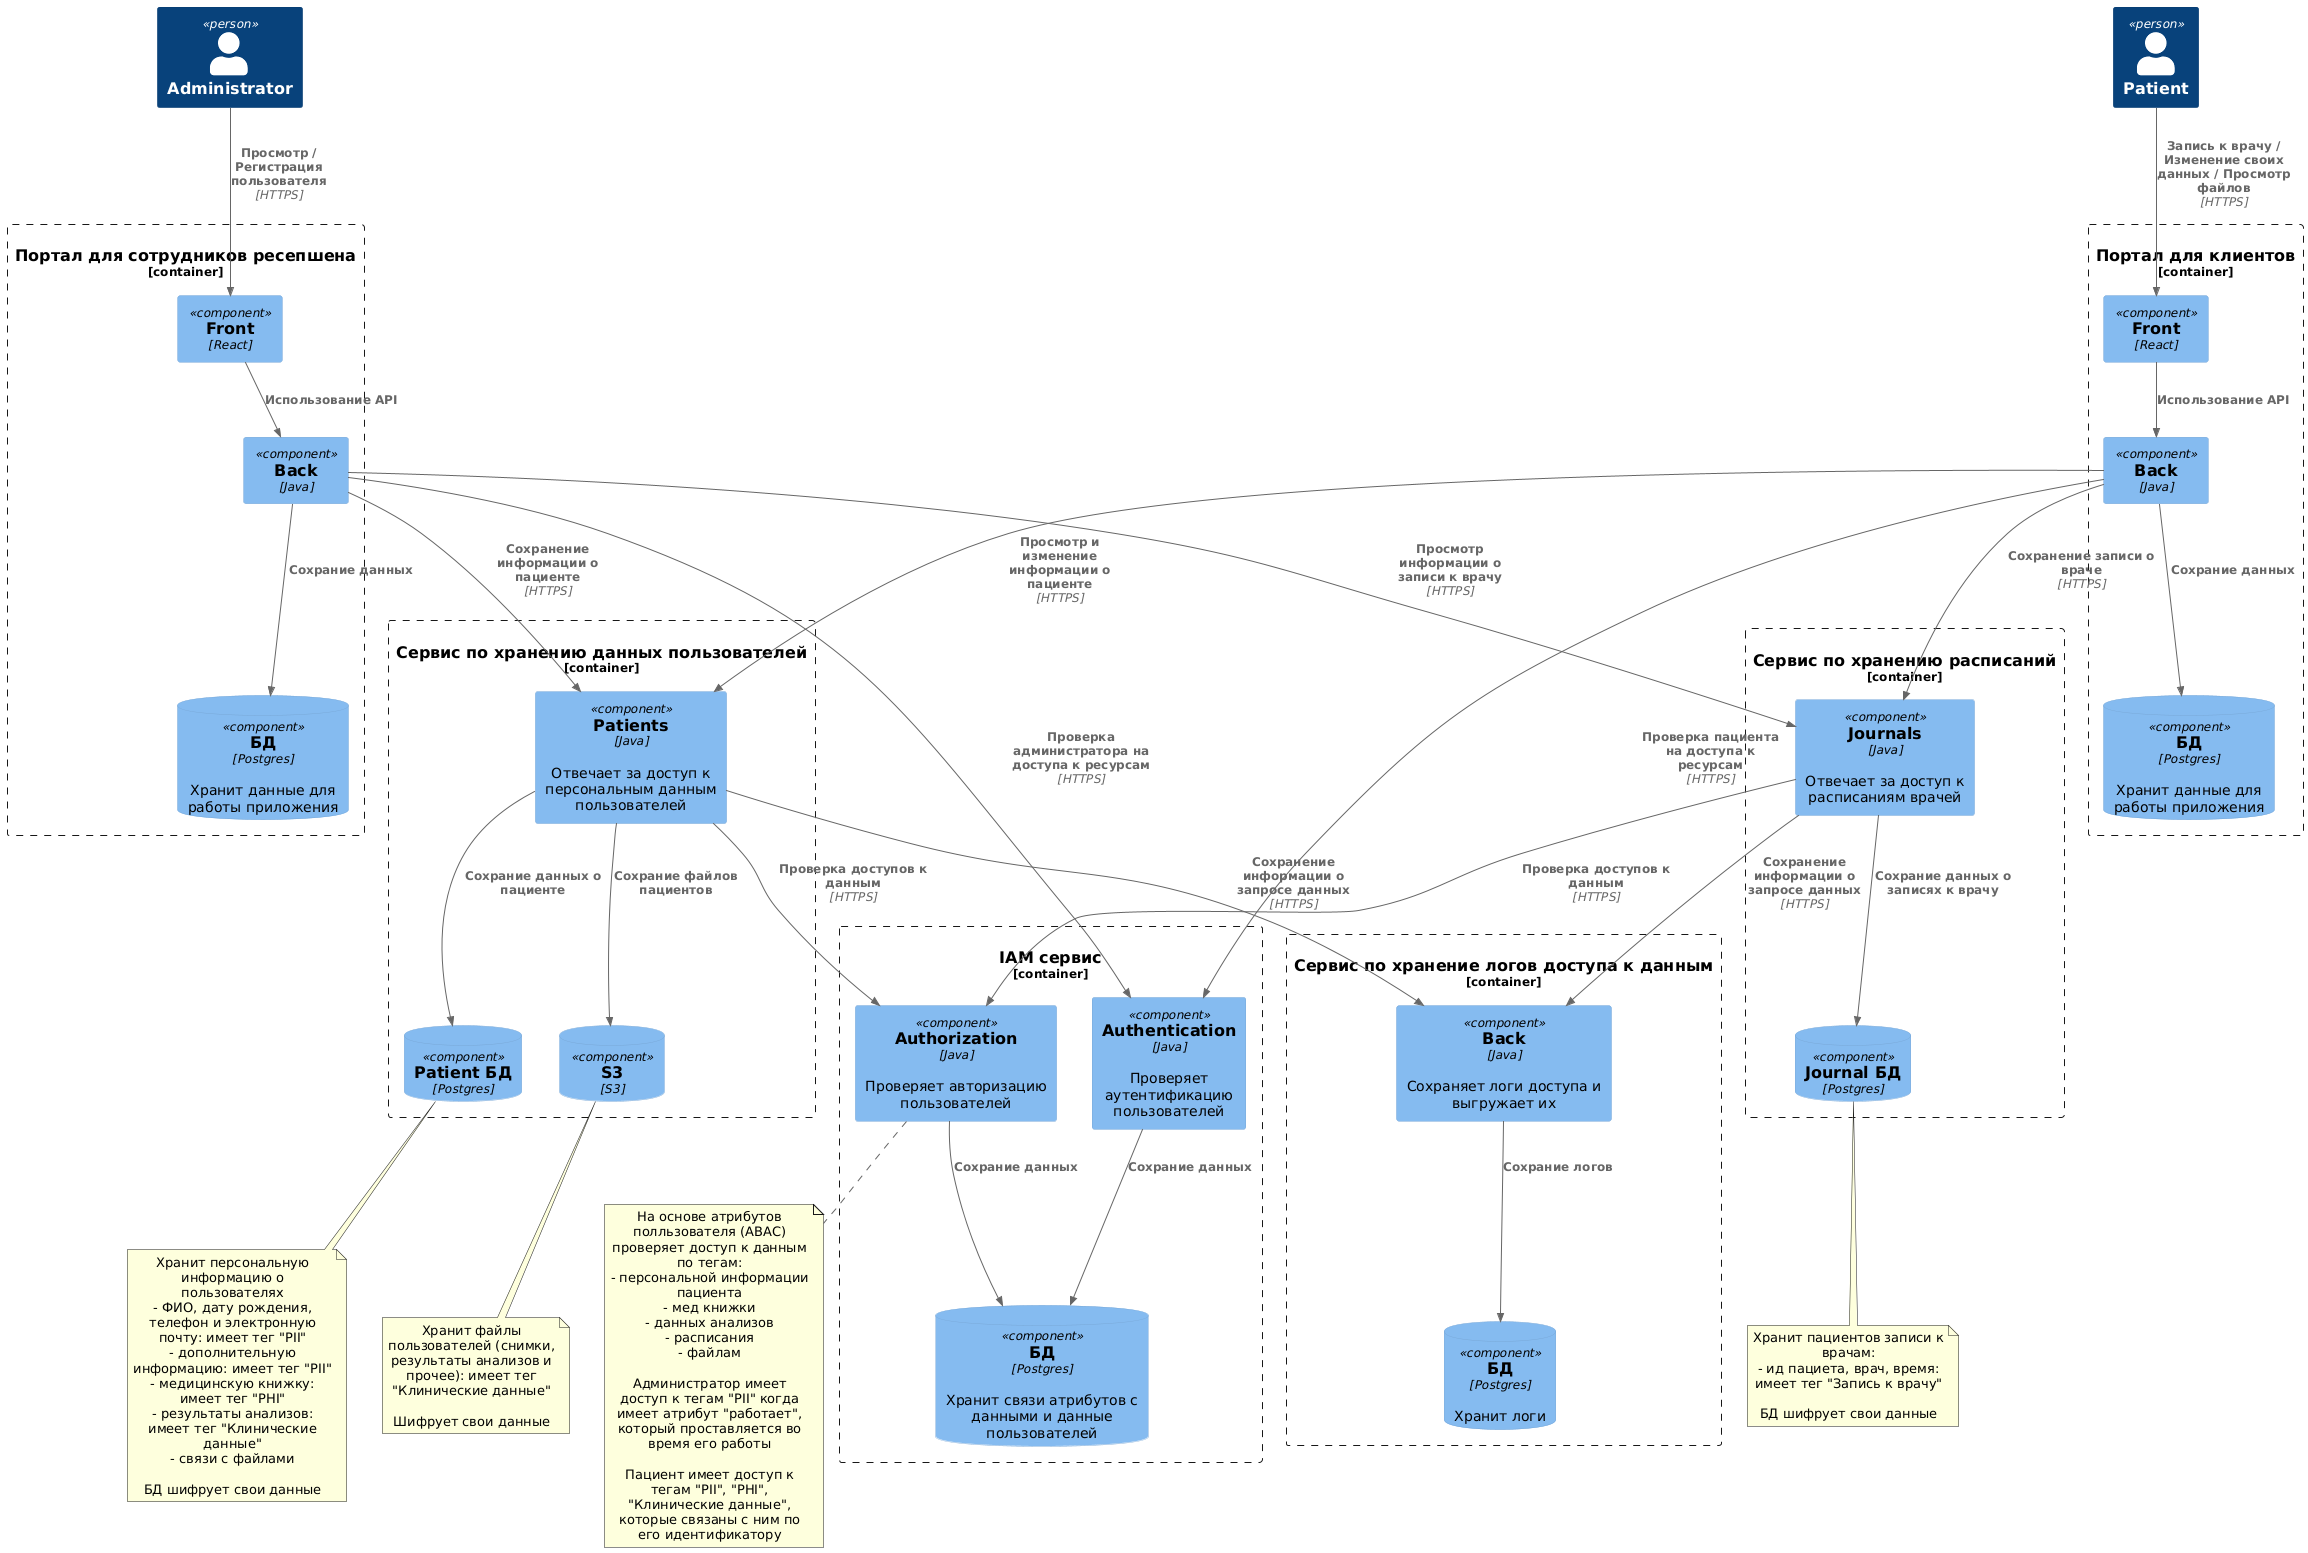 «person»
Administrator
«person»
Patient
Просмотр /
Регистрация
пользователя
[HTTPS]
Запись к врачу /
Изменение своих
данных / Просмотр
файлов
[HTTPS]
Портал для сотрудников ресепшена
[container]
Портал для клиентов
[container]
«component»
Front
[React]
«component»
Front
[React]
Использование API
Использование API
«component»
Back
[Java]
«component»
Back
[Java]
Сохрание данных
Сохранение
информации о
пациенте
[HTTPS]
Просмотр и
изменение
информации о
пациенте
[HTTPS]
Просмотр
информации о
записи к врачу
[HTTPS]
Сохранение записи о
враче
[HTTPS]
Сохрание данных
Сервис по хранению данных пользователей
[container]
Сервис по хранению расписаний
[container]
«component»
БД
[Postgres]
Хранит данные для
работы приложения
«component»
Patients
[Java]
Отвечает за доступ к
персональным данным
пользователей
Проверка
администратора на
доступа к ресурсам
[HTTPS]
Проверка пациента
на доступа к
ресурсам
[HTTPS]
«component»
Journals
[Java]
Отвечает за доступ к
расписаниям врачей
«component»
БД
[Postgres]
Хранит данные для
работы приложения
Сохрание данных о
пациенте
Сохрание файлов
пациентов
Проверка доступов к
данным
[HTTPS]
Сохранение
информации о
запросе данных
[HTTPS]
Проверка доступов к
данным
[HTTPS]
Сохранение
информации о
запросе данных
[HTTPS]
Сохрание данных о
записях к врачу
IAM сервис
[container]
Сервис по хранение логов доступа к данным
[container]
«component»
Patient БД
[Postgres]
«component»
S3
[S3]
«component»
Authorization
[Java]
Проверяет авторизацию
пользователей
«component»
Authentication
[Java]
Проверяет
аутентификацию
пользователей
«component»
Back
[Java]
Сохраняет логи доступа и
выгружает их
«component»
Journal БД
[Postgres]
Сохрание данных
Сохрание данных
Сохрание логов
Хранит персональную
информацию о
пользователях
- ФИО, дату рождения,
телефон и электронную
почту: имеет тег "PII"
- дополнительную
информацию: имеет тег "PII"
- медицинскую книжку:
имеет тег "PHI"
- результаты анализов:
имеет тег "Клинические
данные"
- связи с файлами
БД шифрует свои данные
Хранит файлы
пользователей (снимки,
результаты анализов и
прочее): имеет тег
"Клинические данные"
Шифрует свои данные
На основе атрибутов
полльзователя (ABAC)
проверяет доступ к данным
по тегам:
- персональной информации
пациента
- мед книжки
- данных анализов
- расписания
- файлам
Администратор имеет
доступ к тегам "PII" когда
имеет атрибут "работает",
который проставляется во
время его работы
Пациент имеет доступ к
тегам "PII", "PHI",
"Клинические данные",
которые связаны с ним по
его идентификатору
«component»
БД
[Postgres]
Хранит связи атрибутов с
данными и данные
пользователей
«component»
БД
[Postgres]
Хранит логи
Хранит пациентов записи к
врачам:
- ид пациета, врач, время:
имеет тег "Запись к врачу"
БД шифрует свои данные